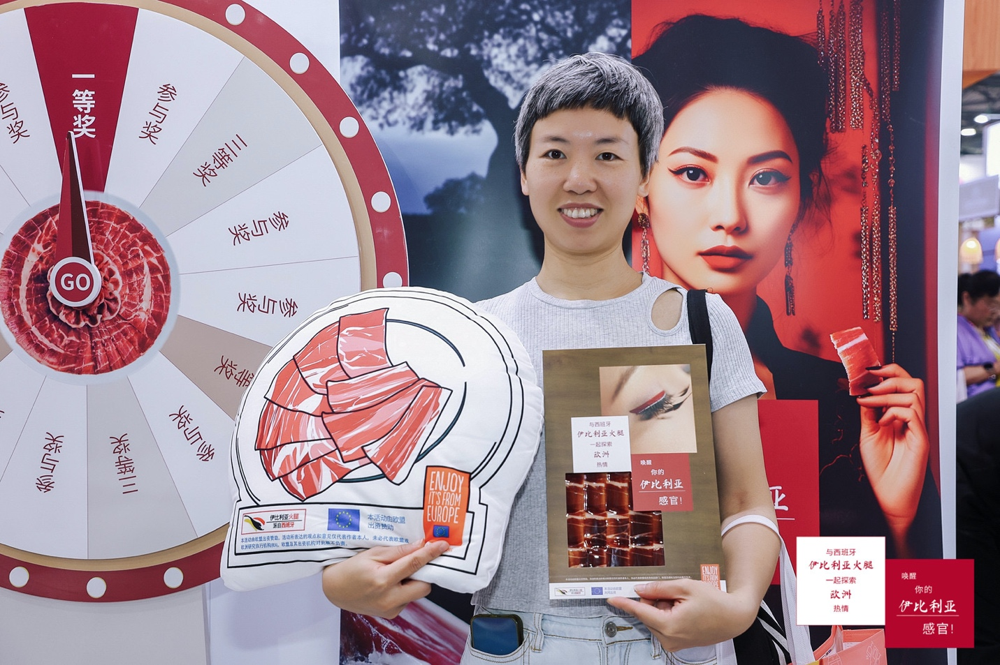 一等奖
参与奖
参与奖
三等奖
参与奖
参与奖
二等奖
参与奖
三等奖
参与奖
GO
伊比利亚火腿
源自西班牙
本活动由欧盟
出资赞助
ENJOY
IT'S FROM
EUROPE
本活动由欧盟出资赞助。活动所表达的观点和意见仅代表作者本人，未必代表欧盟或
欧洲研究执行机构
欧盟及其出资机构对此概不负责。
与西班牙
伊比利亚火腿
一起探索
欧洲
热情
唤醒
你的
伊比利亚
感官!
ENJOY
IT'S FROM
EUROPE
亚
与西班牙
伊比利亚火腿
一起探索
欧洲
热情
唤醒
你的
伊比利亚
感官!